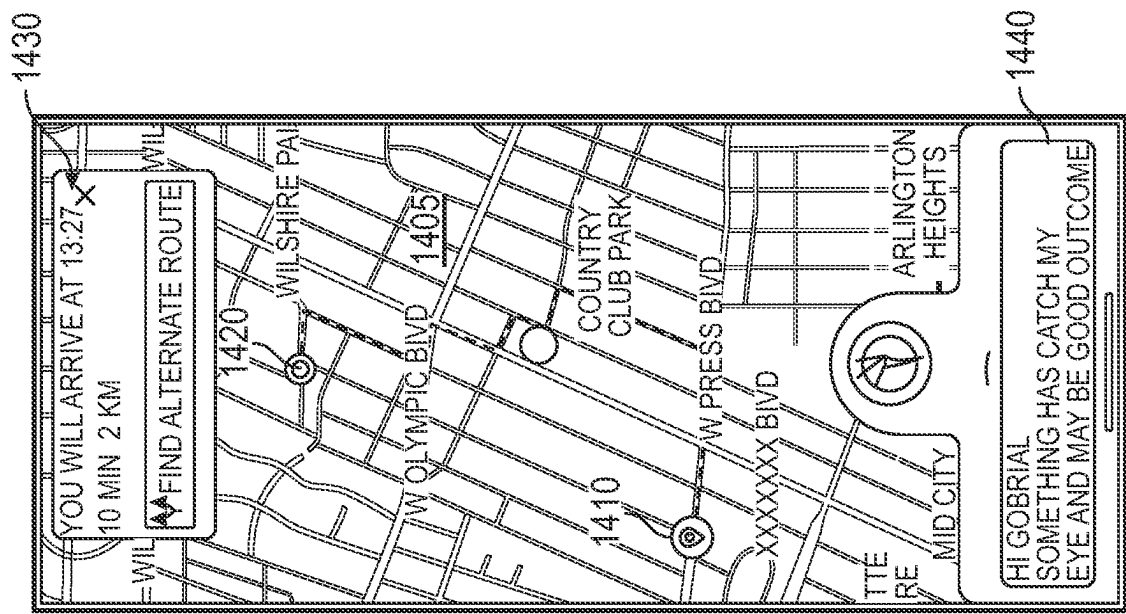 1430
YOU WILL ARRIVE AT 13:27
10 MIN 2 KM
FIND ALTERNATE ROUTE
WIL
WIL
WILSHIRE PAI
1420
1405
W OLYMPIC BLVD
COUNTRY
CLUB PARK
W PRESS BLVD
1410
XXXXXXX BLVD
ARLINGTON
HEIGHTS
TTE
RE
MID CITY
HI GOBRIAL
SOMETHING HAS CATCH MY
EYE AND MAY BE GOOD OUTCOME
1440